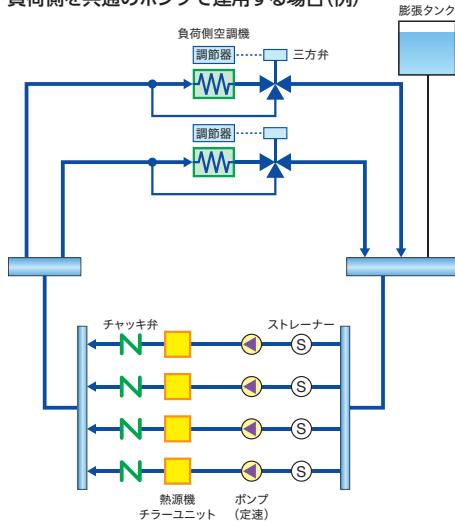 負荷側を共通のポンプで運用する場合(例)
膨張タンク
負荷側空調機
調節器
三方弁
調節器
チャッキ弁
ストレーナー
S
S
S
S
熱源機
チラーユニット
ポンプ
(定速)